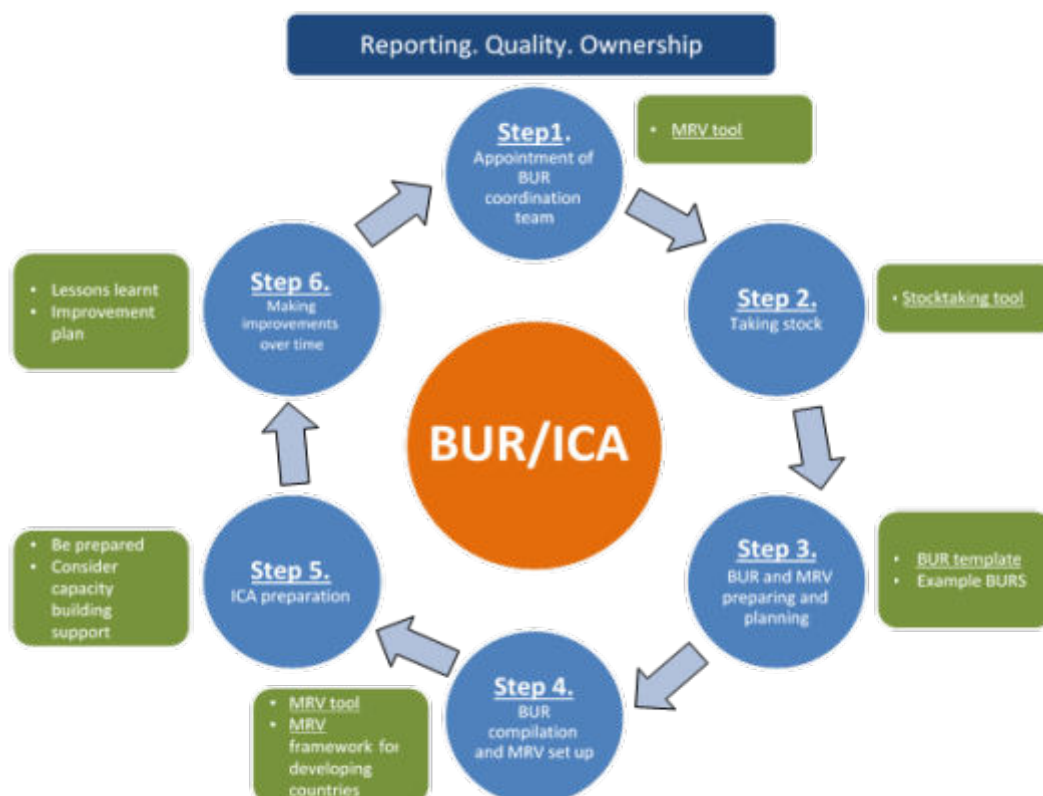 Reporting. Quality. Ownership
Step1.
Appointment of
BUR
coordination
team
• MRV tool
Step 2.
Taking stock
• Stocktaking tool
Step 3.
BUR and MRV
preparing and
planning
• BUR template
• Example BURS
Step 4.
BUR
compilation
and MRV set up
• MRV tool
• MRV
framework for
developing
countries
Step 5.
ICA preparation
• Be prepared
• Consider
capacity
building
support
Step 6.
Making
improvements
over time
• Lessons learnt
• Improvement
plan
BUR/ICA